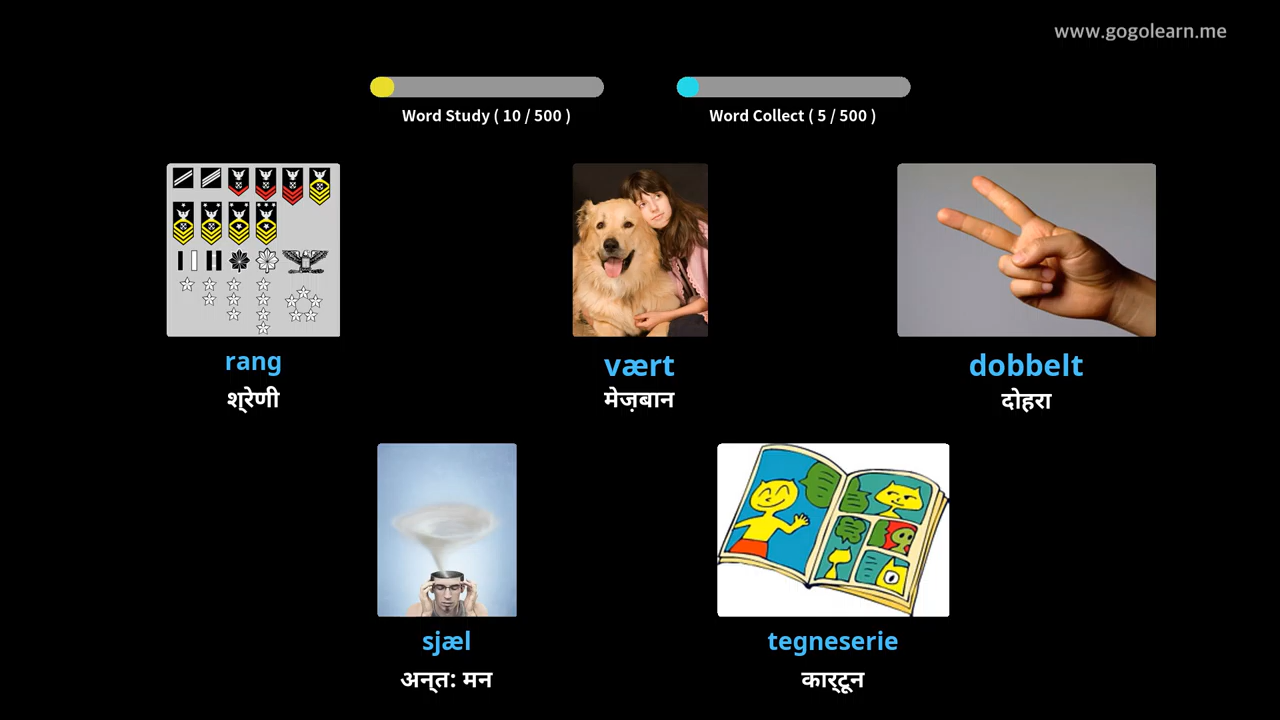 www.gogolearn.me
Word Study ( 10 / 500 )
Word Collect ( 5 / 500 )
rang
श्रेणी
vært
मेज़बान
dobbelt
दोहरा
sjæl
अन्त: मन
tegneserie
कार्टून